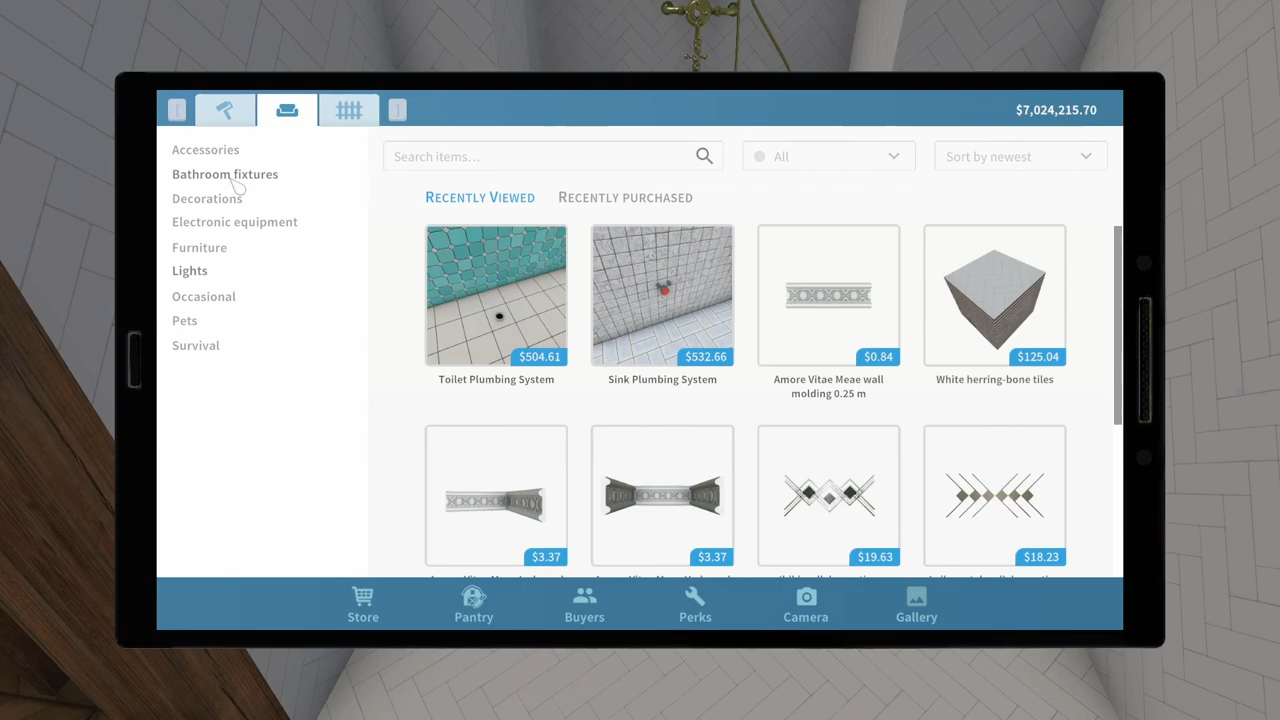 $7,024,215.70
Accessories
Bathroom fixtures
Decorations
Electronic equipment
Furniture
Lights
Occasional
Pets
Survival
Search items...
All
Sort by newest
RECENTLY VIEWED
RECENTLY PURCHASED
$504.61
$532.66
$0.84
$125.04
Toilet Plumbing System
Sink Plumbing System
Amore Vitae Meae wall
molding 0.25 m
White herring-bone tiles
$3.37
$3.37
$19.63
$18.23
Store
Pantry
Buyers
Perks
Camera
Gallery